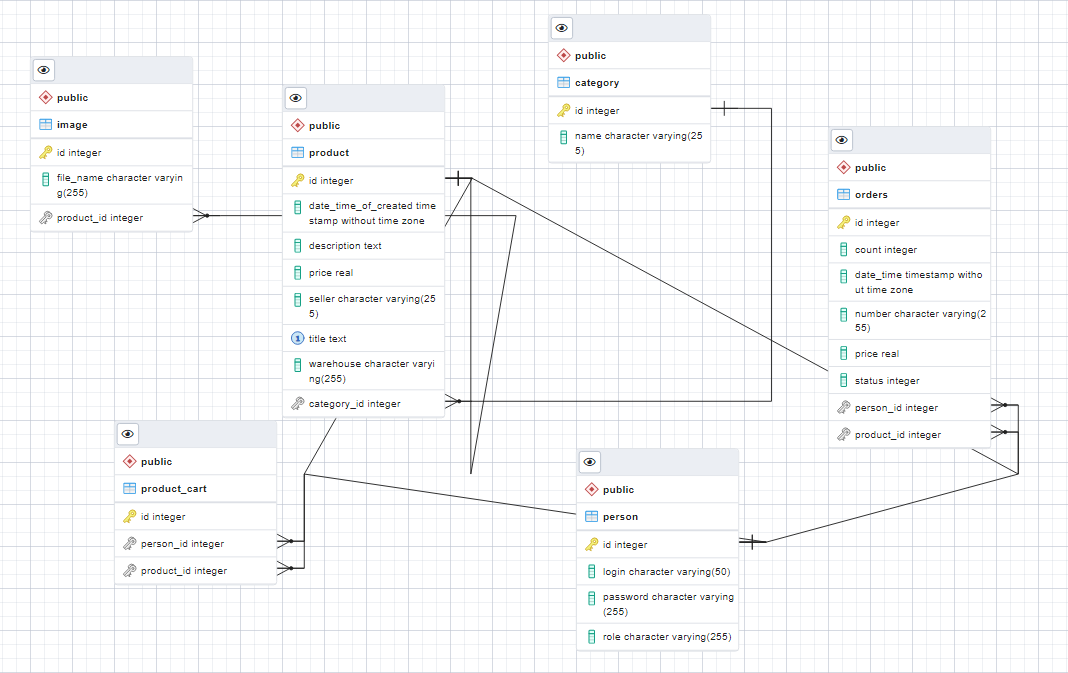 public
image
id integer
file_name character varyin
g(255)
product_id integer
public
product
id integer
date_time_of_created time
stamp without time zone
description text
price real
seller character varying(25
5)
1 title text
warehouse character varyi
ng(255)
category_id integer
public
category
id integer
name character varying(25
5)
public
orders
id integer
count integer
date_time timestamp witho
ut time zone
number character varying(2
55)
price real
status integer
person_id integer
product_id integer
public
product_cart
id integer
person_id integer
product_id integer
public
person
id integer
login character varying(50)
password character varying
(255)
role character varying(255)